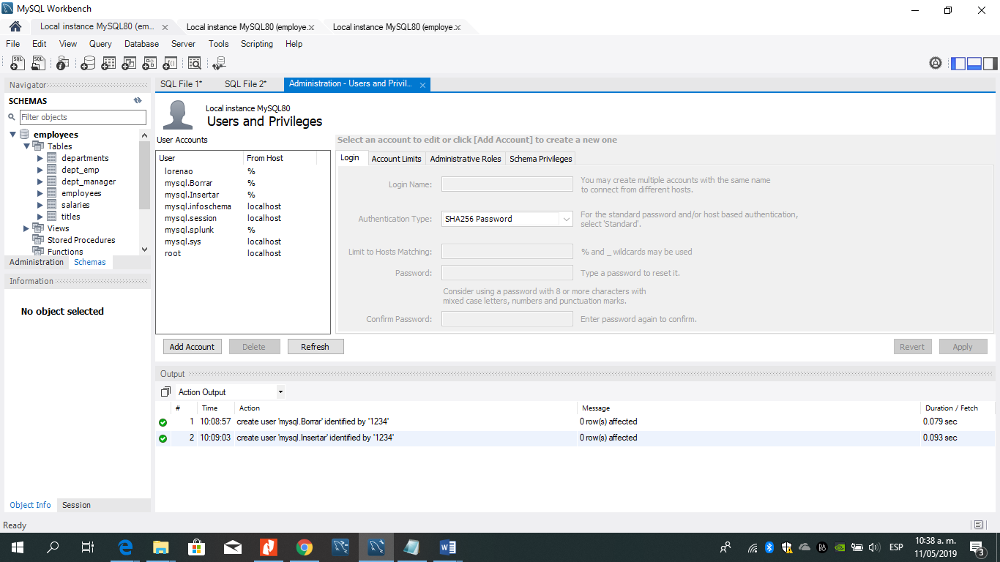 MySQL Workbench
Local instance MySQL80 (em...
Local instance MySQL80 (employe...
Local instance MySQL80 (employe...
File Edit View Query Database Server Tools Scripting Help
Navigator
SCHEMAS
Filter objects
employees
Tables
departments
dept_emp
dept_manager
employees
salaries
titles
Views
Stored Procedures
Functions
Administration Schemas
Information
No object selected
Object Info Session
SQL File 1*
SQL File 2*
Administration - Users and Privil...
Local instance MySQL80
Users and Privileges
User Accounts
User From Host
lorenao %
mysql.Borrar %
mysql.Insertar %
mysql.infoschema localhost
mysql.session localhost
mysql.splunk %
mysql.sys localhost
root localhost
Add Account Delete Refresh
Select an account to edit or click [Add Account] to create a new one
Login Account Limits Administrative Roles Schema Privileges
Login Name:
You may create multiple accounts with the same name
to connect from different hosts.
Authentication Type: SHA256 Password
For the standard password and/or host based authentication,
select 'Standard'.
Limit to Hosts Matching: % and _ wildcards may be used
Password: Type a password to reset it.
Consider using a password with 8 or more characters with
mixed case letters, numbers and punctuation marks.
Confirm Password: Enter password again to confirm.
Revert Apply
Output
Action Output
# Time Action Message Duration / Fetch
1 10:08:57 create user 'mysql.Borrar' identified by '1234' 0 row(s) affected 0.079 sec
2 10:09:03 create user 'mysql.Insertar' identified by '1234' 0 row(s) affected 0.093 sec
Ready
ESP
10:38 a. m.
11/05/2019
3